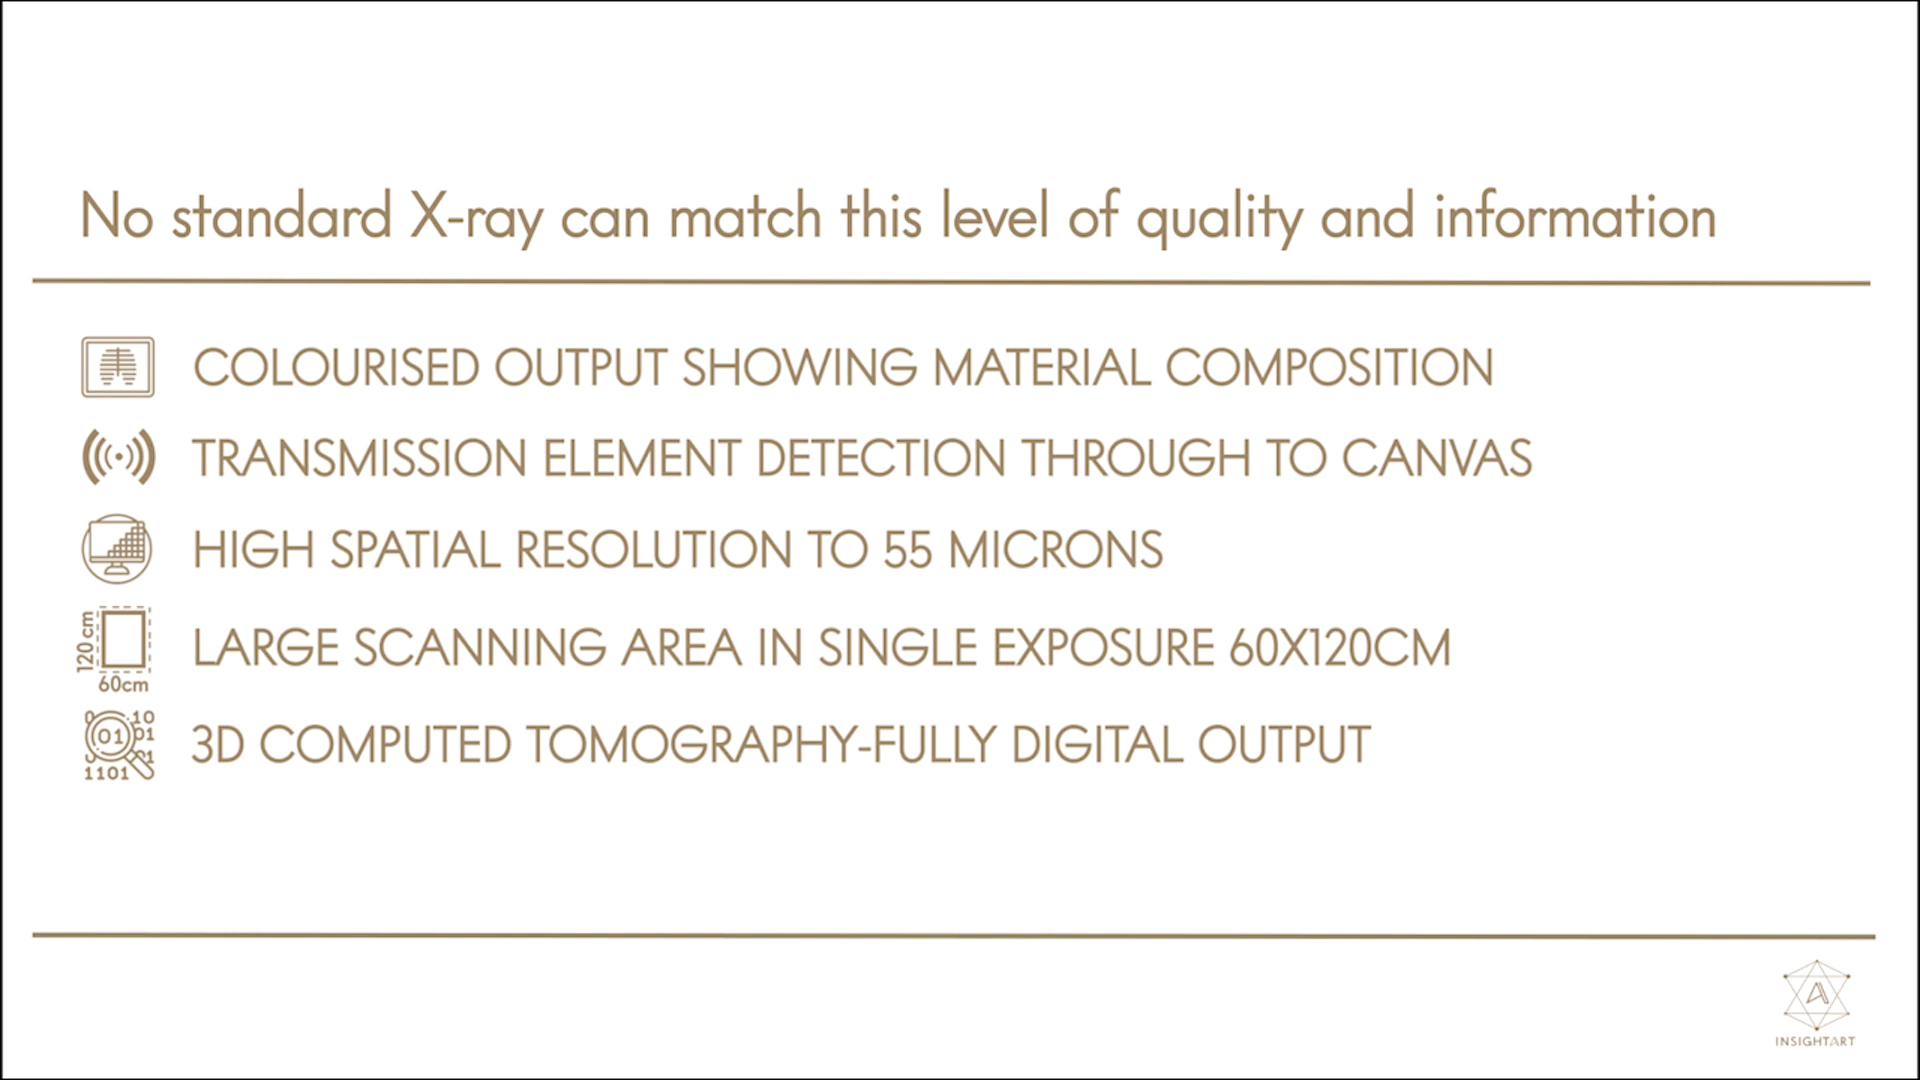 No standard X-ray can match this level of quality and information
COLOURISED OUTPUT SHOWING MATERIAL COMPOSITION
TRANSMISSION ELEMENT DETECTION THROUGH TO CANVAS
HIGH SPATIAL RESOLUTION TO 55 MICRONS
120 cm
60cm
LARGE SCANNING AREA IN SINGLE EXPOSURE 60X120CM
01
1101
3D COMPUTED TOMOGRAPHY-FULLY DIGITAL OUTPUT
INSIGHTART